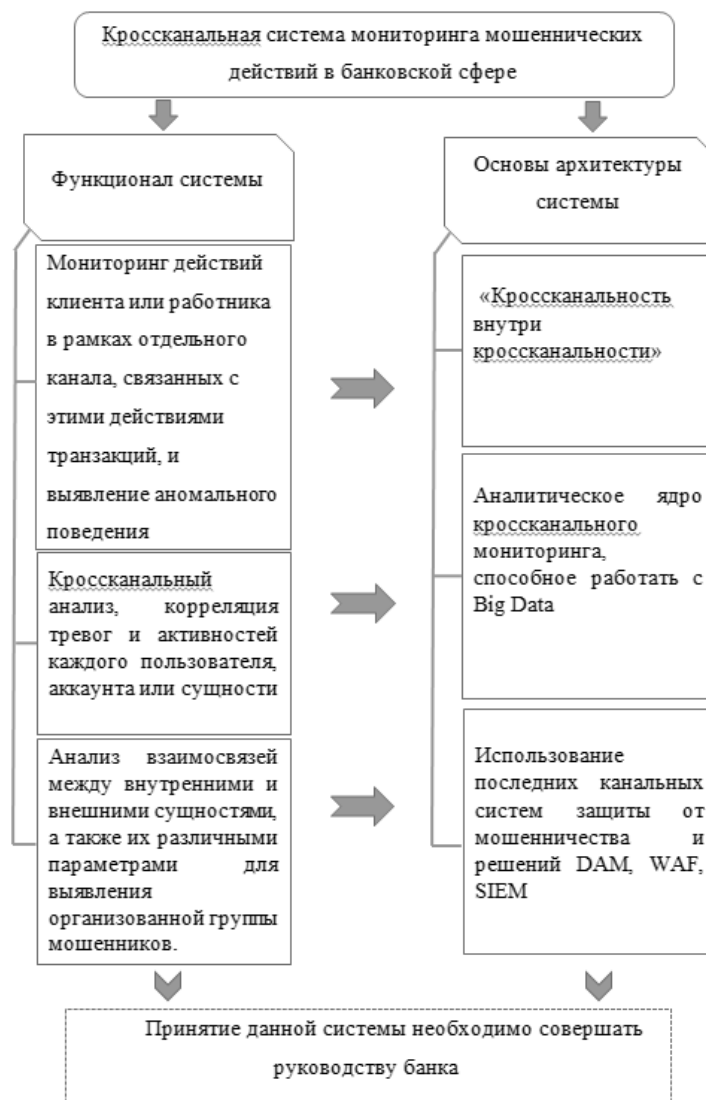 Кроссканальная система мониторинга мошеннических
действий в банковской сфере
Функционал системы
Мониторинг действий
клиента или работника
в рамках отдельного
канала, связанных с
этими действиями
транзакций, и
выявление аномального
поведения
Кроссканальный
анализ, корреляция
тревог и активностей
каждого пользователя,
аккаунта или сущности
Анализ взаимосвязей
между внутренними и
внешними сущностями,
а также их различными
параметрами для
выявления
организованной группы
мошенников.
Основы архитектуры
системы
«Кроссканальность
внутри
кроссканальности»
Аналитическое ядро
кроссканального
мониторинга,
способное работать с
Big Data
Использование
последних канальных
систем защиты от
мошенничества и
решений DAM, WAF,
SIEM
Принятие данной системы необходимо совершать
руководству банка